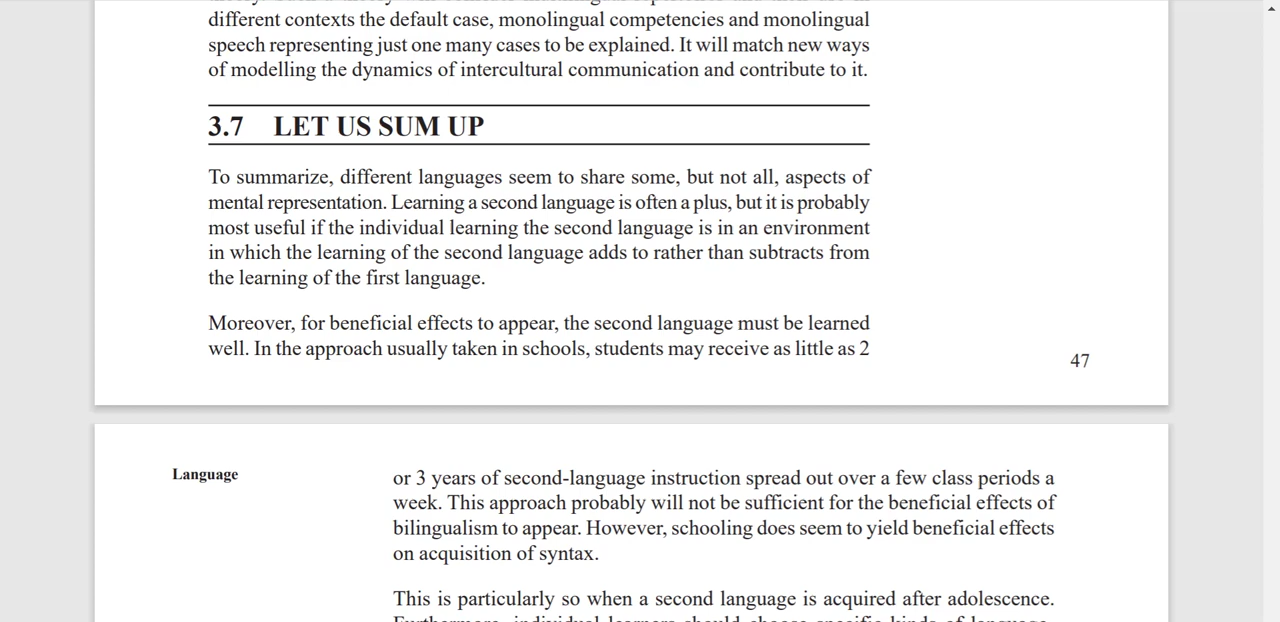 different contexts the default case, monolingual competencies and monolingual
speech representing just one many cases to be explained. It will match new ways
of modelling the dynamics of intercultural communication and contribute to it.
3.7 LET US SUM UP
To summarize, different languages seem to share some, but not all, aspects of
mental representation. Learning a second language is often a plus, but it is probably
most useful if the individual learning the second language is in an environment
in which the learning of the second language adds to rather than subtracts from
the learning of the first language.
Moreover, for beneficial effects to appear, the second language must be learned
well. In the approach usually taken in schools, students may receive as little as 2
47
Language
or 3 years of second-language instruction spread out over a few class periods a
week. This approach probably will not be sufficient for the beneficial effects of
bilingualism to appear. However, schooling does seem to yield beneficial effects
on acquisition of syntax.
This is particularly so when a second language is acquired after adolescence.